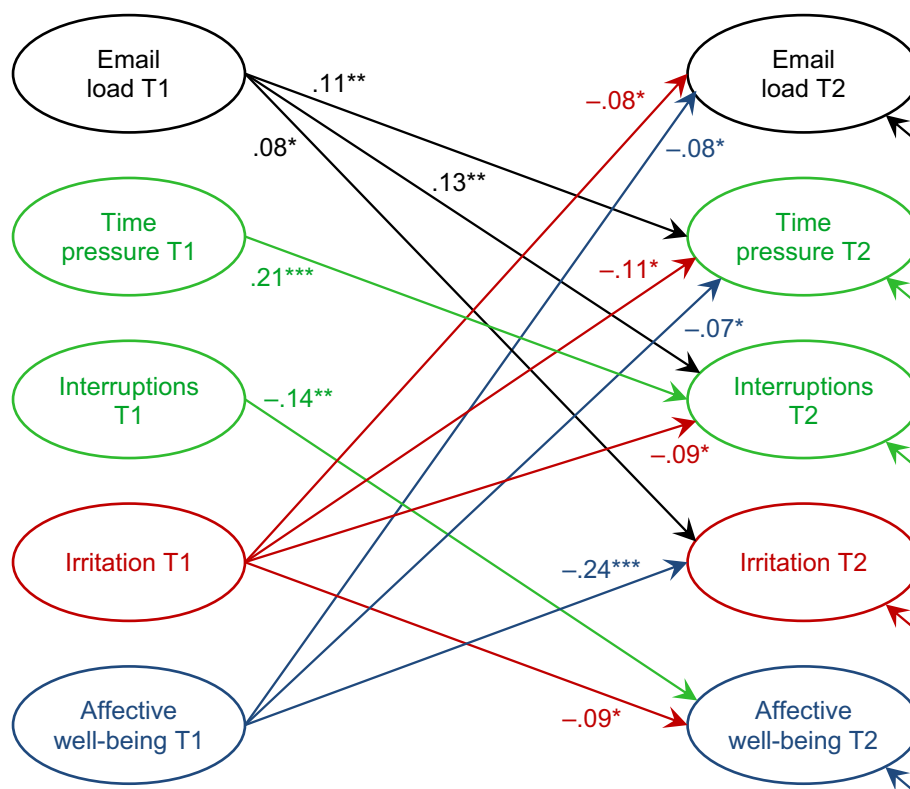 Email
load T1
Email
load T2
.11**
–.08*
.08*
–.08*
.13**
Time
pressure T1
Time
pressure T2
.21***
–.11*
–.07*
Interruptions
T1
–.14**
Interruptions
T2
–.09*
Irritation T1
–.24***
Irritation T2
Affective
well-being T1
–.09*
Affective
well-being T2